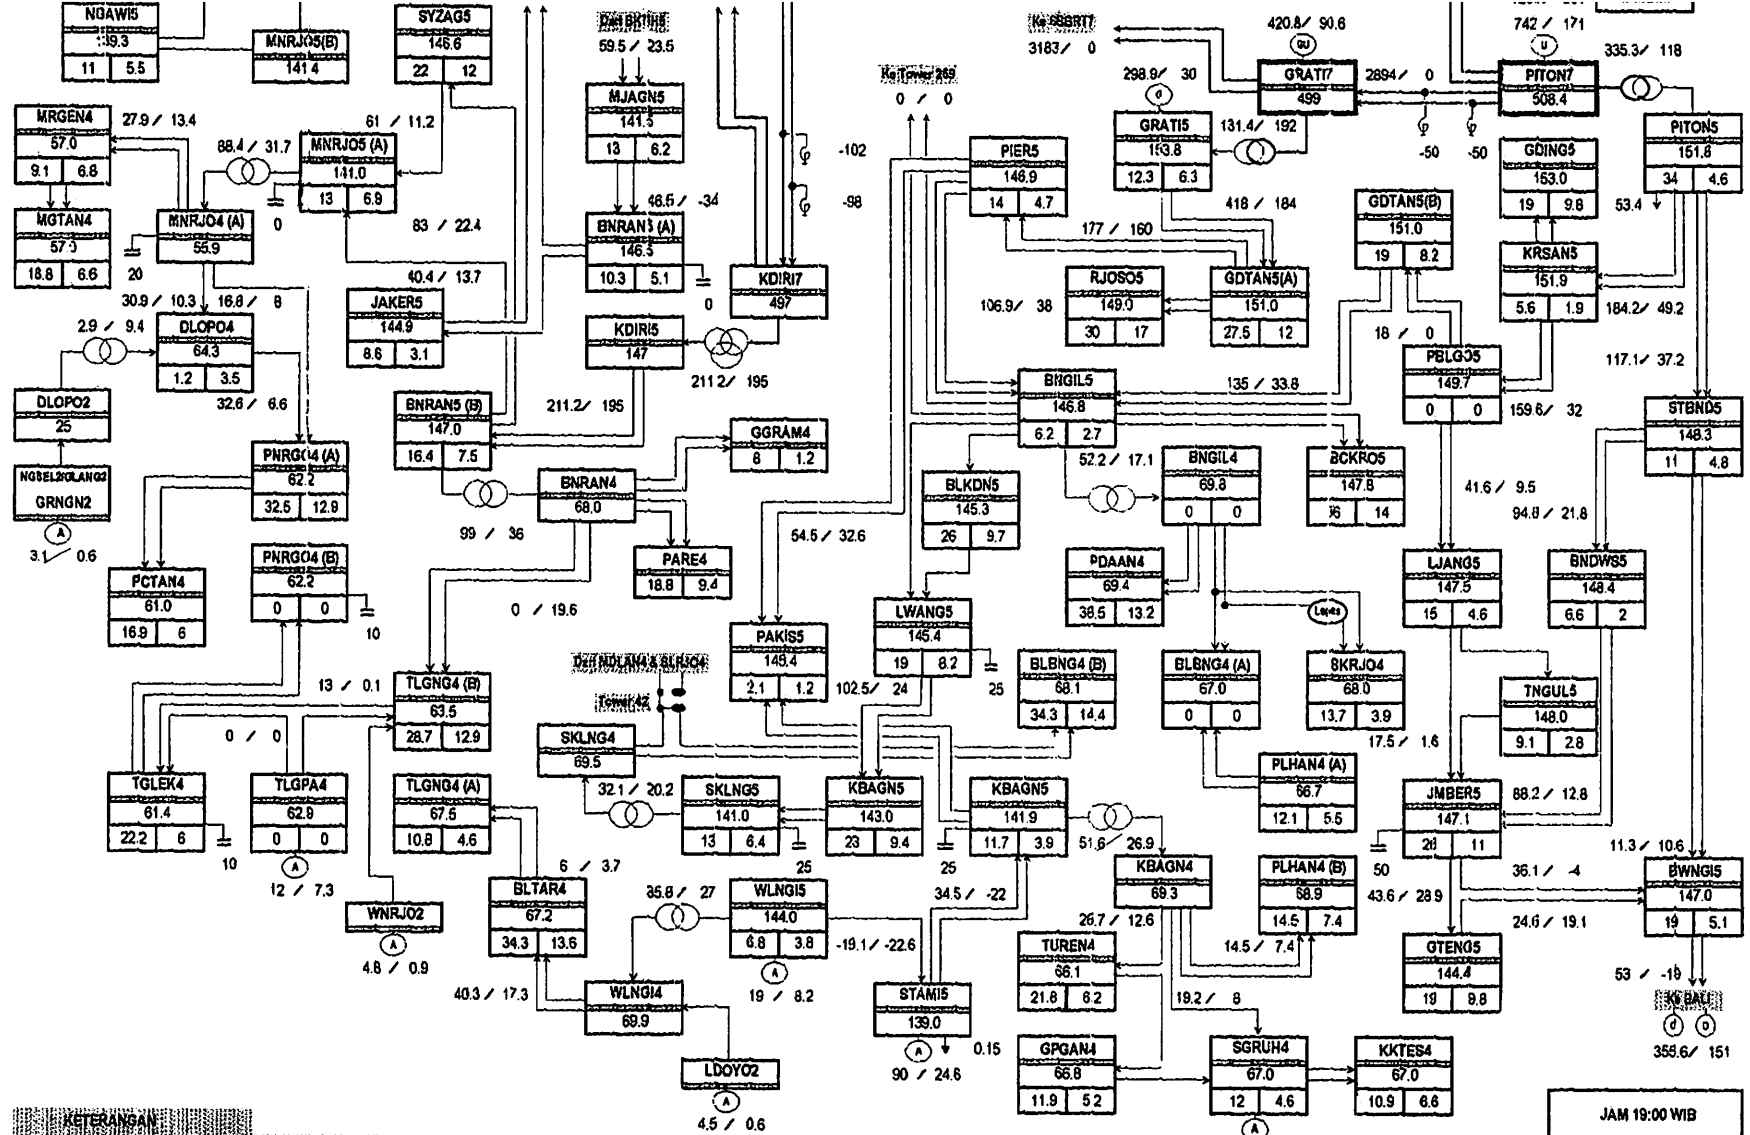 NGAWI5
11 5.5
MNRJO5(B)
141.4
SYZAG5
146.6
22 12
Dari BKTIH5
59.5 / 23.5
MJAGN5
141.5
13 6.2
Ke Tower 269
0 / 0
3183 / 0
420.8 / 90.6
GU
GRATI7
499
2894 / 0
742 / 171
U
PITON7
508.4
335.3 / 118
-50 -50
PITON5
151.8
34 4.6
53.4
MRGEN4
57.0
9.1 6.8
27.9 / 13.4
88.4 / 31.7
61 / 11.2
MNRJO5 (A)
141.0
13 6.9
0
MGTAN4
18.8 6.6
MNRJO4 (A)
55.9
20
83 / 22.4
46.5 / -34
BNRAN5 (A)
146.5
10.3 5.1
0
-102
-98
KDIRI7
497
PIER5
146.9
14 4.7
298.9 / 30
GRATI5
153.8
12.3 6.3
131.4 / 192
418 / 184
177 / 160
GDING5
153.0
19 9.8
GDTAN5(B)
151.0
19 8.2
KRSAN5
151.9
5.6 1.9
184.2 / 49.2
RJOSO5
149.0
30 17
106.9 / 38
GDTAN5(A)
151.0
27.5 12
18 / 0
PBLGO5
149.7
0 0
117.1 / 37.2
30.9 / 10.3
16.8 / 8
40.4 / 13.7
JAKER5
144.9
8.6 3.1
KDIRI5
147
211.2 / 195
2.9 / 9.4
DLOPO4
64.3
1.2 3.5
DLOPO2
25
32.6 / 6.6
BNRAN5 (B)
147.0
16.4 7.5
211.2 / 195
GGRAM4
8 1.2
BNGIL5
146.8
6.2 2.7
135 / 33.8
159.6 / 32
STBND5
148.3
11 4.8
GRNGN2
A
3.1 / 0.6
PNRGO4 (A)
62.2
32.5 12.9
BNRAN4
68.0
99 / 36
PARE4
18.8 9.4
BLKDN5
145.3
26 9.7
54.5 / 32.6
52.2 / 17.1
BNGIL4
69.8
0 0
BCKRO5
147.8
14
41.6 / 9.5
94.8 / 21.8
PNRGO4 (B)
62.2
0 0
10
PCTAN4
61.0
16.9 6
0 / 19.6
PDAAN4
69.4
38.5 13.2
Lepas
LJANG5
147.5
15 4.6
BNDWS5
148.4
6.6 2
PAKIS5
145.4
2.1 1.2
LWANG5
145.4
19 8.2
25
102.5 / 24
Dari MDLAN4 & SLRJO4
Tower 42
BLBNG4 (B)
68.1
34.3 14.4
BLBNG4 (A)
67.0
0 0
SKRJO4
68.0
13.7 3.9
TNGUL5
148.0
9.1 2.8
17.5 / 1.6
13 / 0.1
TLGNG4 (B)
63.5
28.7 12.9
0 / 0
SKLNG4
69.5
32.1 / 20.2
TGLEK4
61.4
22.2 6
10
TLGPA4
62.9
0 0
A
12 / 7.3
TLGNG4 (A)
67.5
10.8 4.6
SKLNG5
141.0
13 6.4
25
KBAGN5
143.0
23 9.4
KBAGN5
141.9
11.7 3.9
25
51.6 / 26.9
PLHAN4 (A)
66.7
12.1 5.5
JMBER5
147.1
11
50
88.2 / 12.8
11.3 / 10.6
6 / 3.7
BLTAR4
67.2
34.3 13.6
35.8 / 27
WLNGI5
144.0
6.8 3.8
A
19 / 8.2
34.5 / -22
-19.1 / -22.6
KBAGN4
69.3
PLHAN4 (B)
68.9
14.5 7.4
43.6 / 28.9
36.1 / -4
24.6 / 19.1
BWNGI5
147.0
19 5.1
WNRJO2
A
4.8 / 0.9
26.7 / 12.6
14.5 / 7.4
TUREN4
66.1
21.8 6.2
GTENG5
144.4
19 9.8
53 / -19
Ke BALI
355.6 / 151
40.3 / 17.3
WLNGI4
69.9
STAMI5
139.0
A
0.15
90 / 24.6
19.2 / 8
LDOYO2
A
4.5 / 0.6
GPGAN4
66.8
11.9 5.2
SGRUH4
67.0
12 4.6
A
KKTES4
67.0
10.9 6.6
KETERANGAN
JAM 19:00 WIB